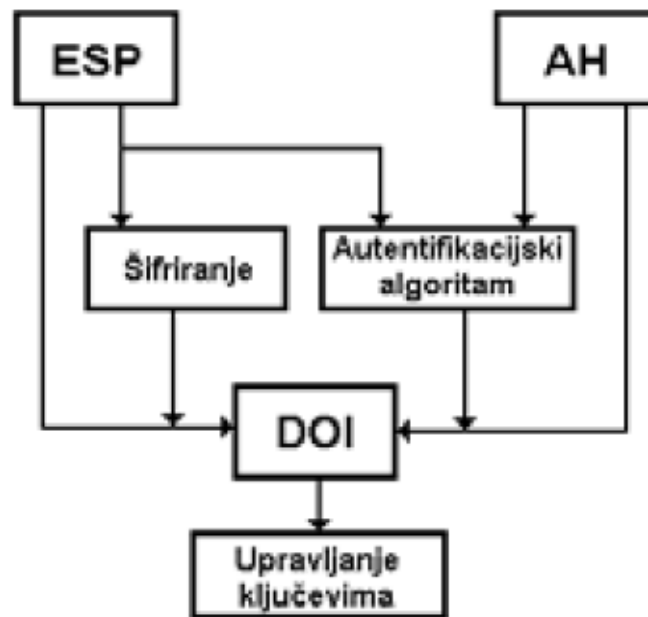 ESP
AH
Šifriranje
Autentifikacijski
algoritam
DOI
Upravljanje
ključevima